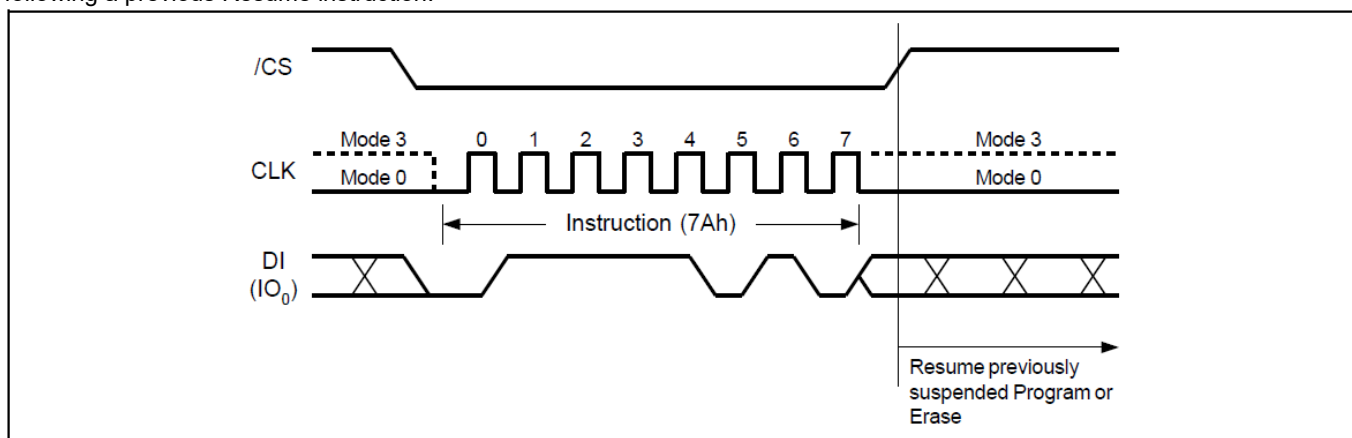 following a previous Resume instruction.
/CS
Mode 3 0 1 2 3 4 5 6 7 Mode 3
CLK
Mode 0 Mode 0
Instruction (7Ah)
DI
(IO0)
Resume previously
suspended Program or
Erase